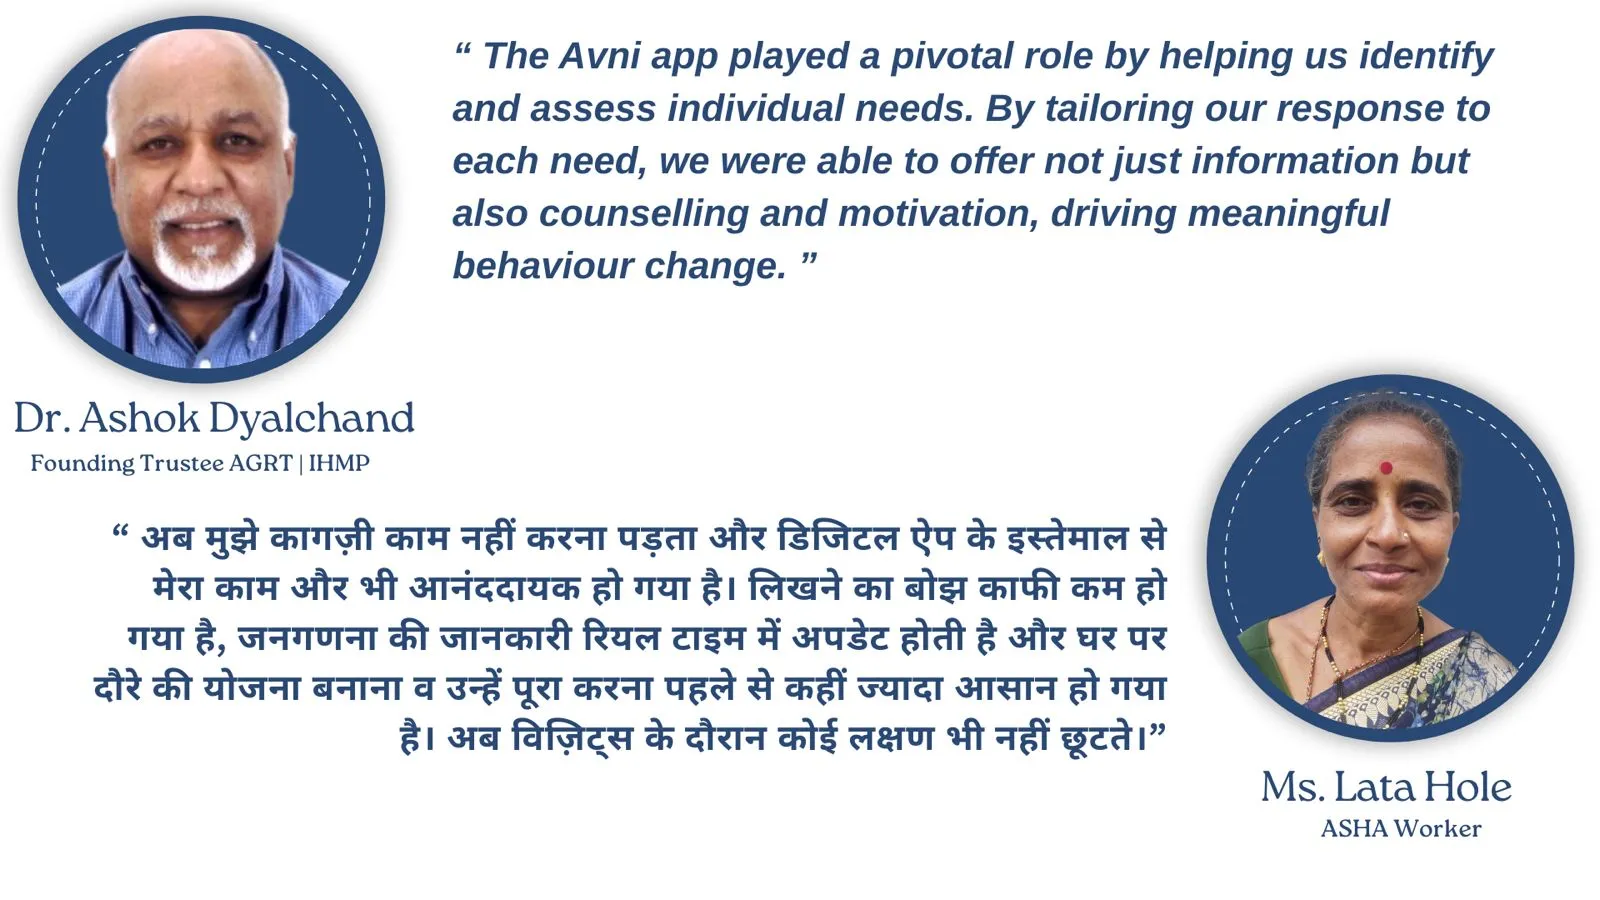 “ The Avni app played a pivotal role by helping us identify
and assess individual needs. By tailoring our response to
each need, we were able to offer not just information but
also counselling and motivation, driving meaningful
behaviour change. ”
Dr. Ashok Dyalchand
Founding Trustee AGRT | IHMP
“ अब मुझे कागज़ी काम नहीं करना पड़ता और डिजिटल ऐप के इस्तेमाल से
मेरा काम और भी आनंददायक हो गया है। लिखने का बोझ काफी कम हो
गया है, जनगणना की जानकारी रियल टाइम में अपडेट होती है और घर पर
दौरे की योजना बनाना व उन्हें पूरा करना पहले से कहीं ज्यादा आसान हो गया
है। अब विज़िट्स के दौरान कोई लक्षण भी नहीं छूटते।”
Ms. Lata Hole
ASHA Worker